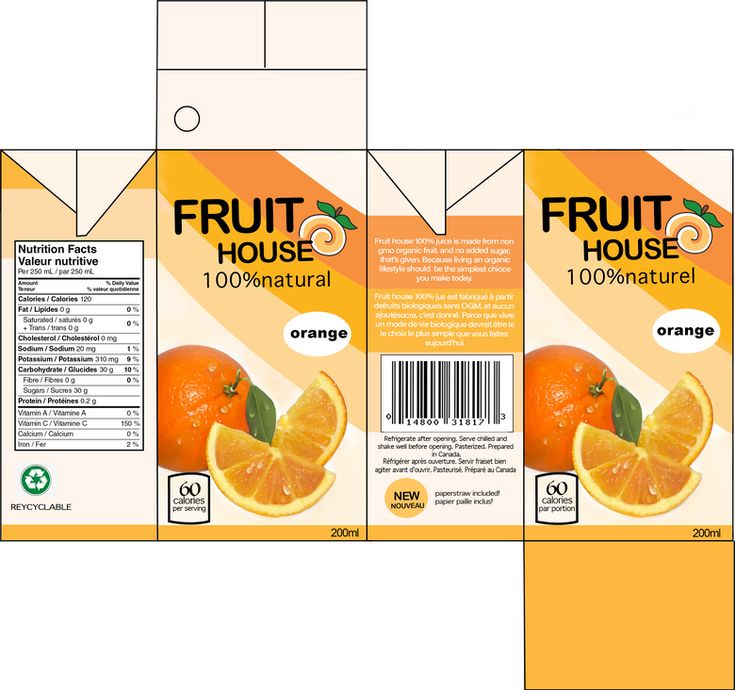 Nutrition Facts
Valeur nutritive
Per 250 mL / par 250 mL
Amount % Daily Value
Teneur % valeur quotidienne
Calories / Calories 120
Fat / Lipides 0 g 0 %
Saturated / saturés 0 g
+ Trans / trans 0 g 0 %
Cholesterol / Cholestérol 0 mg
Sodium / Sodium 20 mg 1 %
Potassium / Potassium 310 mg 9 %
Carbohydrate / Glucides 30 g 10 %
Fibre / Fibres 0 g 0 %
Sugars / Sucres 30 g
Protein / Protéines 0.2 g
Vitamin A / Vitamine A 0 %
Vitamin C / Vitamine C 150 %
Calcium / Calcium 0 %
Iron / Fer 2 %
REYCYCLABLE
FRUIT
HOUSE
100%natural
orange
60
calories
per serving
200ml
Fruit house 100% juice is made from non
gmo organic fruit. and no added sugar,
that's given. Because living an organic
lifestyle should be the simplest chioce
you make today.
Fruit house 100% jus est fabriqué à partir
defruits biologiques sans OGM. et aucun
ajoutésucre, c'est donné. Parce que vivre
un mode de vie biologique devrait être le
le choix le plus simple que vous faites
aujourd'hui.
0 14800 31817 3
Refrigerate after opening. Serve chilled and
shake well before opening. Pasterized. Prepared
in Canada.
Réfrigérer après ouverture. Servir fraiset bien
agiter avant d'ouvrir. Pasteurisé. Préparé au Canada
NEW
NOUVEAU
paperstraw included!
papier paille inclus!
FRUIT
HOUSE
100%naturel
orange
60
calories
par portion
200ml